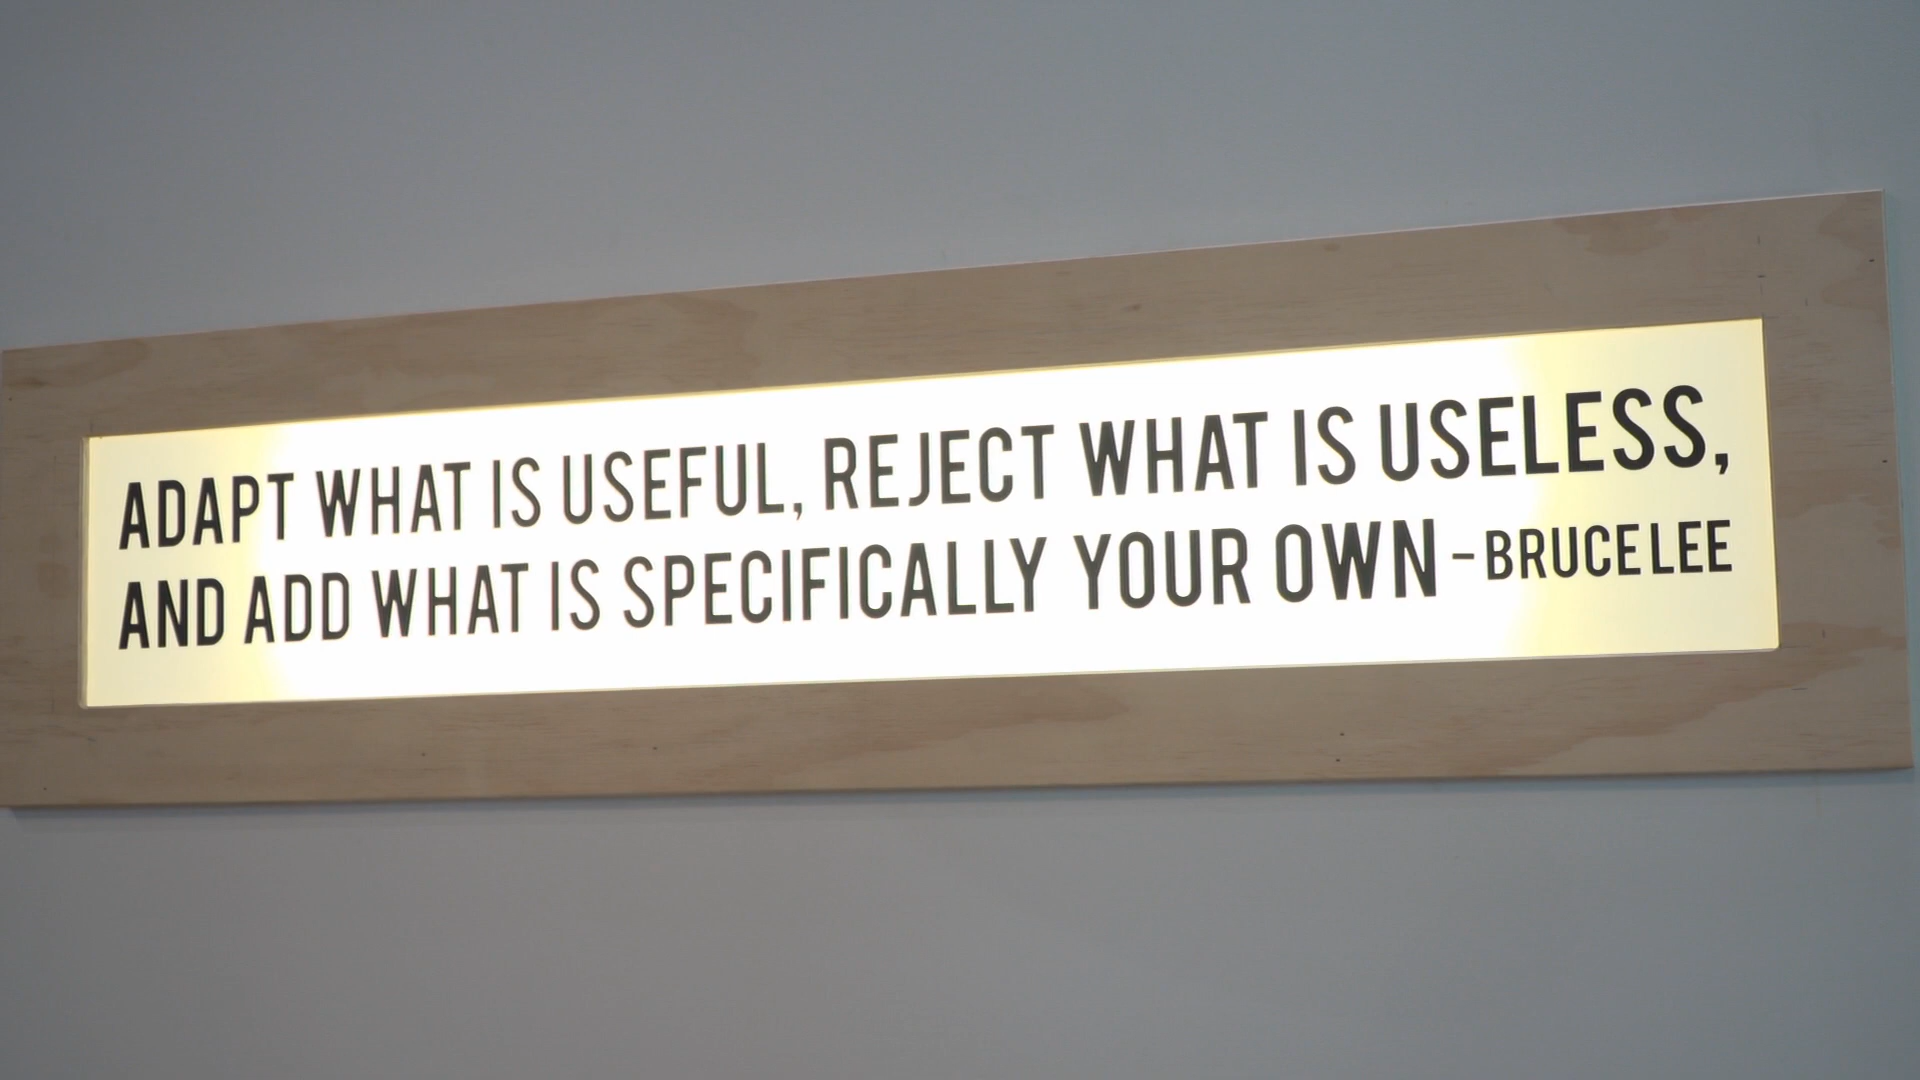 ADAPT WHAT IS USEFUL, REJECT WHAT IS USELESS,
AND ADD WHAT IS SPECIFICALLY YOUR OWN - BRUCE LEE